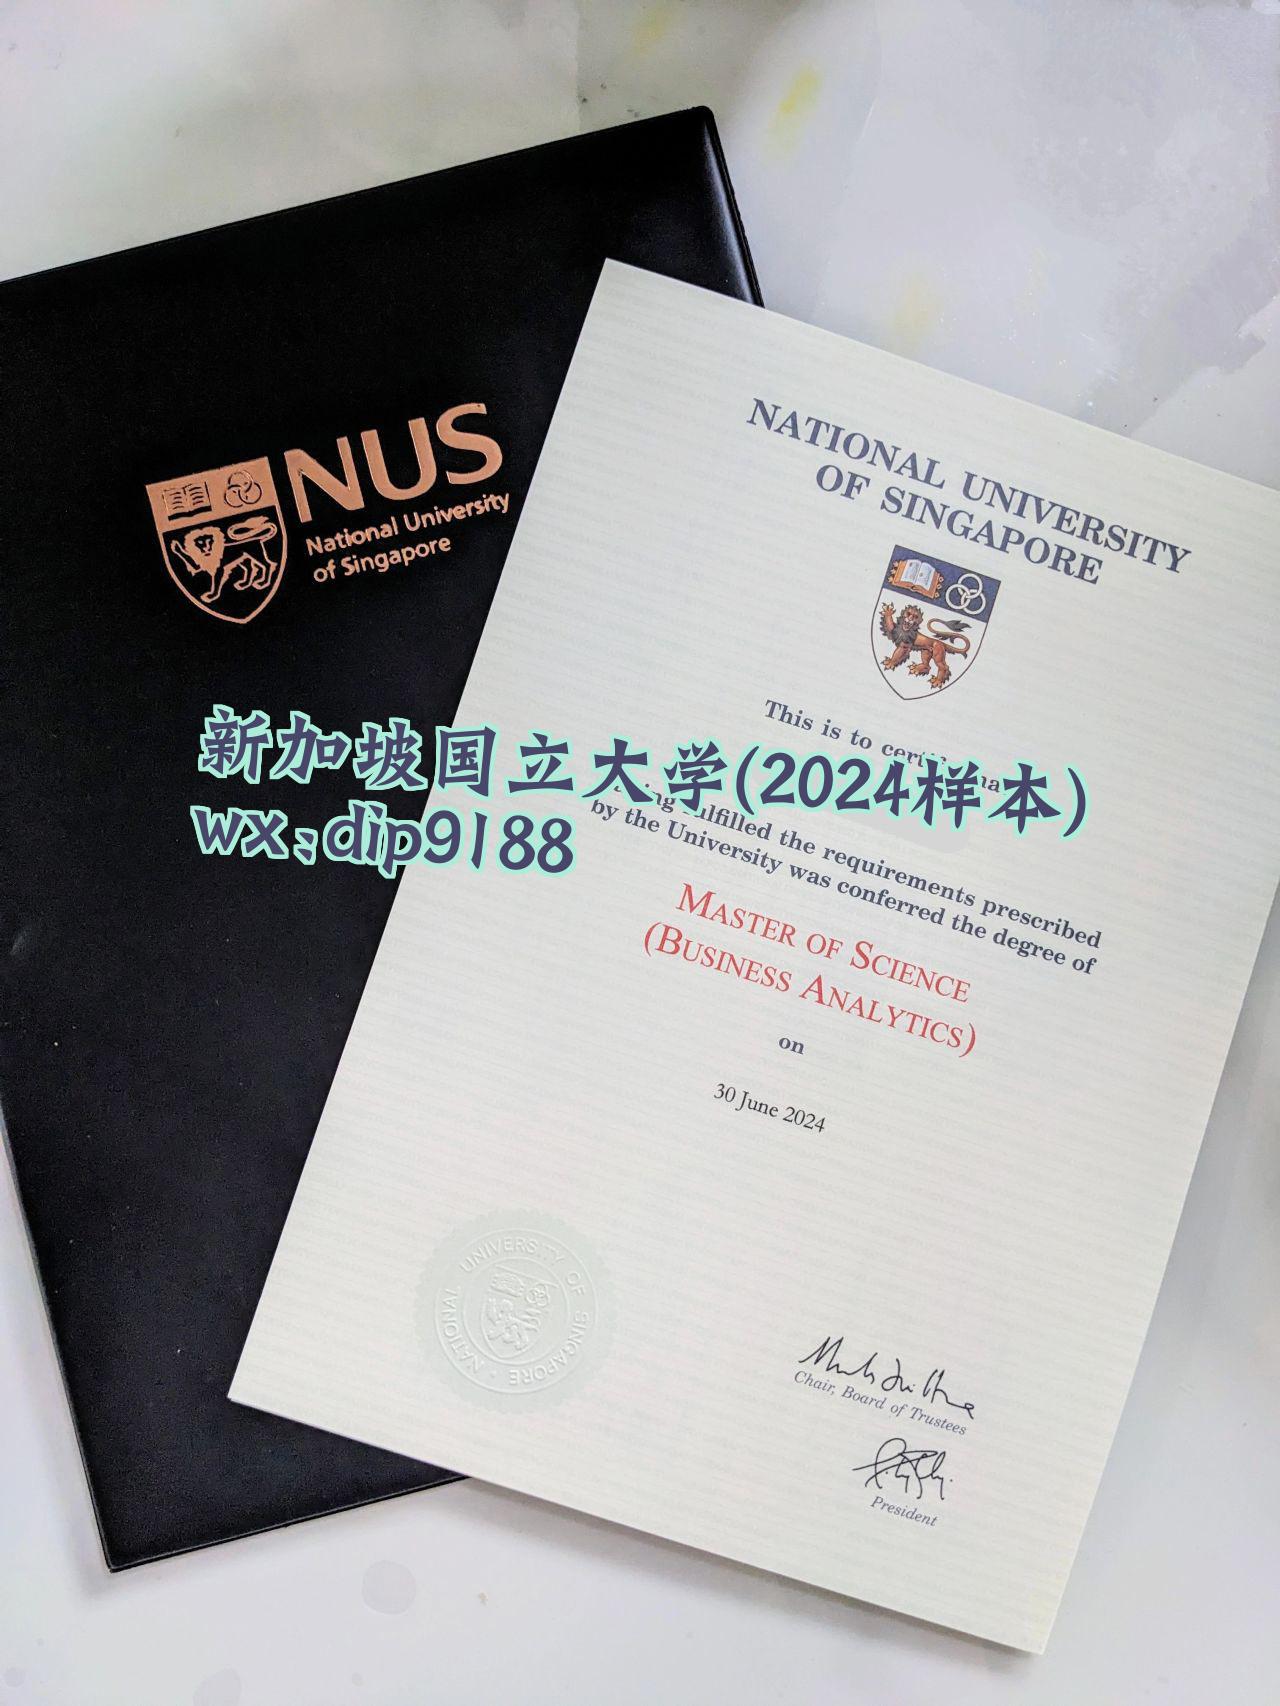 NUS
National University
of Singapore
NATIONAL UNIVERSITY
OF SINGAPORE
This is to
新加坡国立大学(2024样本)
wx:dip9188
the requirements prescribed
by the University was conferred the degree of
MASTER OF SCIENCE
(BUSINESS ANALYTICS)
on
30 June 2024
NATIONAL UNIVERSITY OF SINGAPORE
Chair, Board of Trustees
President